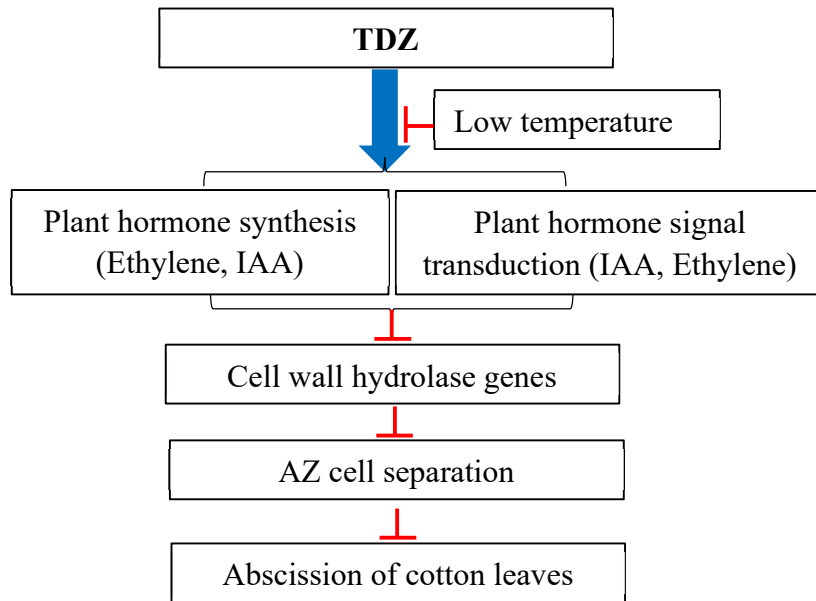 TDZ
Low temperature
Plant hormone synthesis
(Ethylene, IAA)
Plant hormone signal
transduction (IAA, Ethylene)
Cell wall hydrolase genes
AZ cell separation
Abscission of cotton leaves